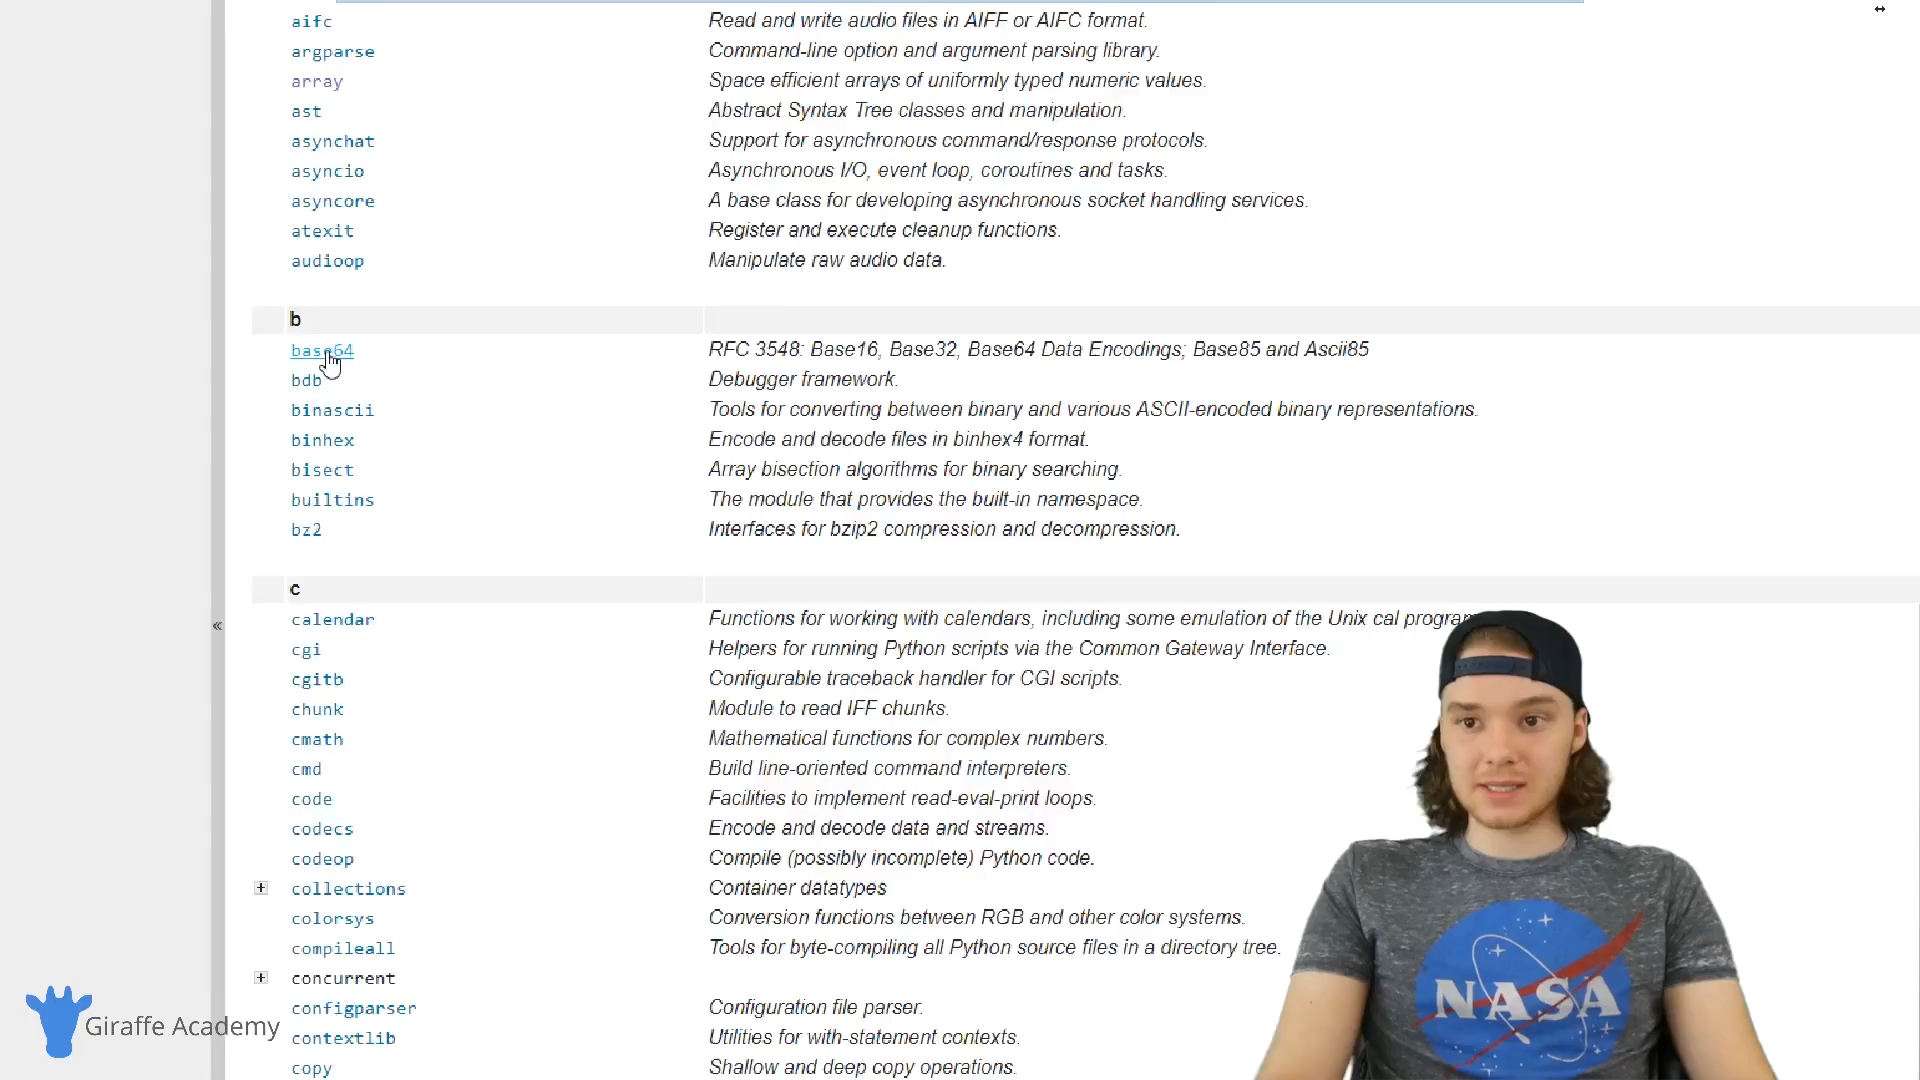 aifc Read and write audio files in AIFF or AIFC format.
argparse Command-line option and argument parsing library.
array Space efficient arrays of uniformly typed numeric values.
ast Abstract Syntax Tree classes and manipulation.
asynchat Support for asynchronous command/response protocols.
asyncio Asynchronous I/O, event loop, coroutines and tasks.
asyncore A base class for developing asynchronous socket handling services.
atexit Register and execute cleanup functions.
audioop Manipulate raw audio data.
b
base64 RFC 3548: Base16, Base32, Base64 Data Encodings; Base85 and Ascii85
bdb Debugger framework.
binascii Tools for converting between binary and various ASCII-encoded binary representations.
binhex Encode and decode files in binhex4 format.
bisect Array bisection algorithms for binary searching.
builtins The module that provides the built-in namespace.
bz2 Interfaces for bzip2 compression and decompression.
c
calendar Functions for working with calendars, including some emulation of the Unix cal program
«
cgi Helpers for running Python scripts via the Common Gateway Interface.
cgitb Configurable traceback handler for CGI scripts.
chunk Module to read IFF chunks.
cmath Mathematical functions for complex numbers.
cmd Build line-oriented command interpreters.
code Facilities to implement read-eval-print loops.
codecs Encode and decode data and streams.
codeop Compile (possibly incomplete) Python code.
collections Container datatypes
colorsys Conversion functions between RGB and other color systems.
compileall Tools for byte-compiling all Python source files in a directory tree.
concurrent
configparser Configuration file parser.
contextlib Utilities for with-statement contexts.
copy Shallow and deep copy operations.
Giraffe Academy
NASA